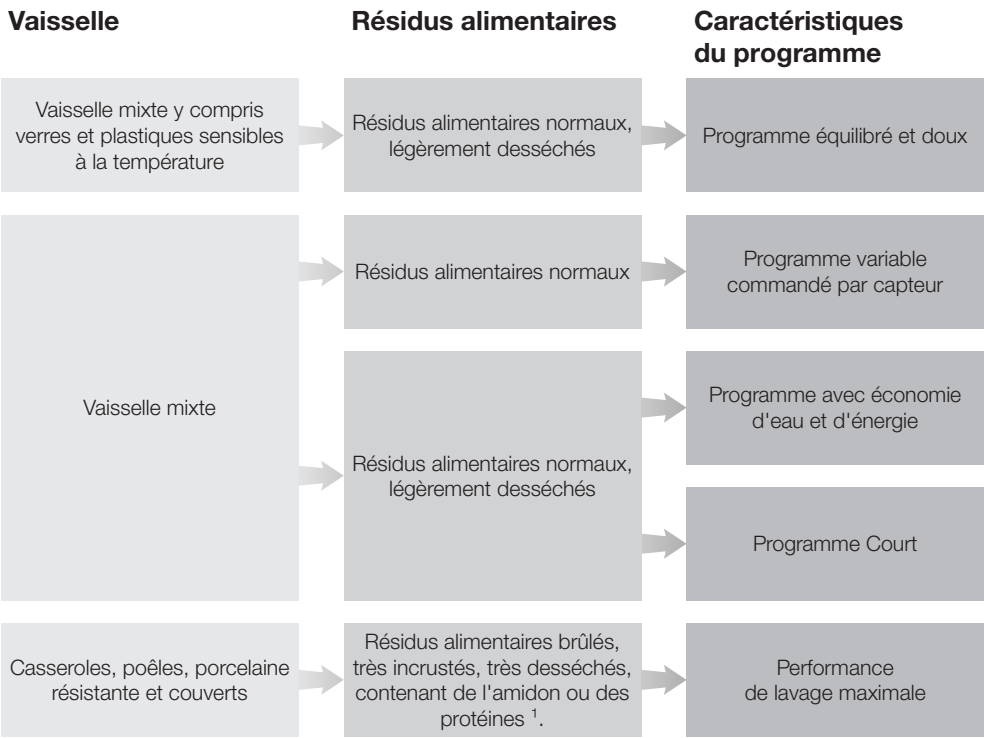 Vaisselle
Résidus alimentaires
Caractéristiques
du programme
Vaisselle mixte y compris
verres et plastiques sensibles
à la température
Résidus alimentaires normaux,
légèrement desséchés
Programme équilibré et doux
Vaisselle mixte
Résidus alimentaires normaux
Programme variable
commandé par capteur
Résidus alimentaires normaux,
légèrement desséchés
Programme avec économie
d'eau et d'énergie
Programme Court
Casseroles, poêles, porcelaine
résistante et couverts
Résidus alimentaires brûlés,
très incrustés, très desséchés,
contenant de l'amidon ou des
protéines ¹.
Performance
de lavage maximale